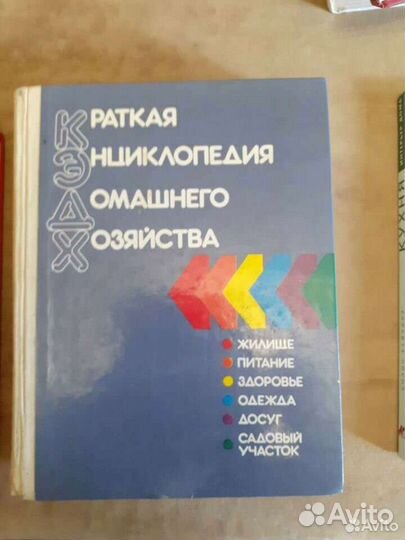 КРАТКАЯ
ЭНЦИКЛОПЕДИЯ
ДОМАШНЕГО
ХОЗЯЙСТВА
ЖИЛИЩЕ
ПИТАНИЕ
ЗДОРОВЬЕ
ОДЕЖДА
ДОСУГ
САДОВЫЙ
УЧАСТОК
КУХНЯ
Avito